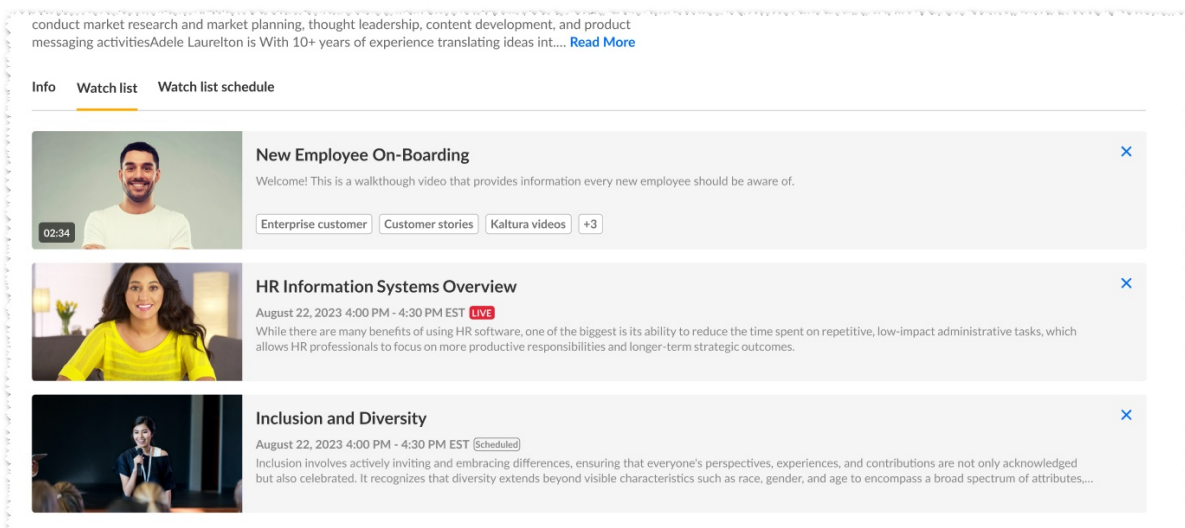 conduct market research and market planning, thought leadership, content development, and product
messaging activitiesAdele Laurelton is With 10+ years of experience translating ideas int.... Read More
Info Watch list Watch list schedule
New Employee On-Boarding
Welcome! This is a walkthough video that provides information every new employee should be aware of.
02:34
Enterprise customer Customer stories Kaltura videos +3
HR Information Systems Overview
August 22, 2023 4:00 PM - 4:30 PM EST LIVE
While there are many benefits of using HR software, one of the biggest is its ability to reduce the time spent on repetitive, low-impact administrative tasks, which
allows HR professionals to focus on more productive responsibilities and longer-term strategic outcomes.
Inclusion and Diversity
August 22, 2023 4:00 PM - 4:30 PM EST Scheduled
Inclusion involves actively inviting and embracing differences, ensuring that everyone's perspectives, experiences, and contributions are not only acknowledged
but also celebrated. It recognizes that diversity extends beyond visible characteristics such as race, gender, and age to encompass a broad spectrum of attributes,...